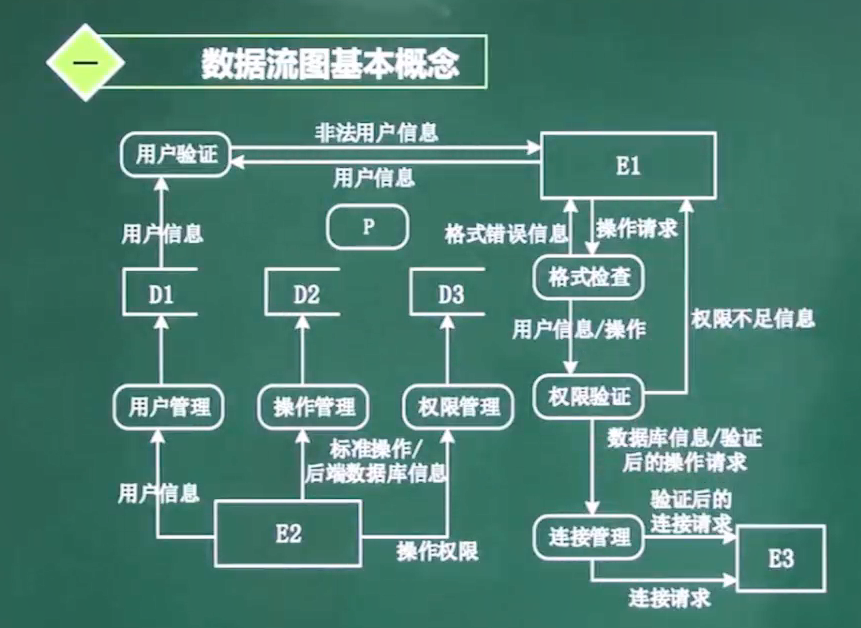 一
数据流图基本概念
非法用户信息
用户验证
E1
用户信息
P
用户信息
格式错误信息
操作请求
格式检查
D1
D2
D3
用户信息/操作
权限不足信息
用户管理
操作管理
权限管理
权限验证
标准操作/
后端数据库信息
数据库信息/验证
后的操作请求
用户信息
验证后的
连接请求
E2
连接管理
操作权限
E3
连接请求